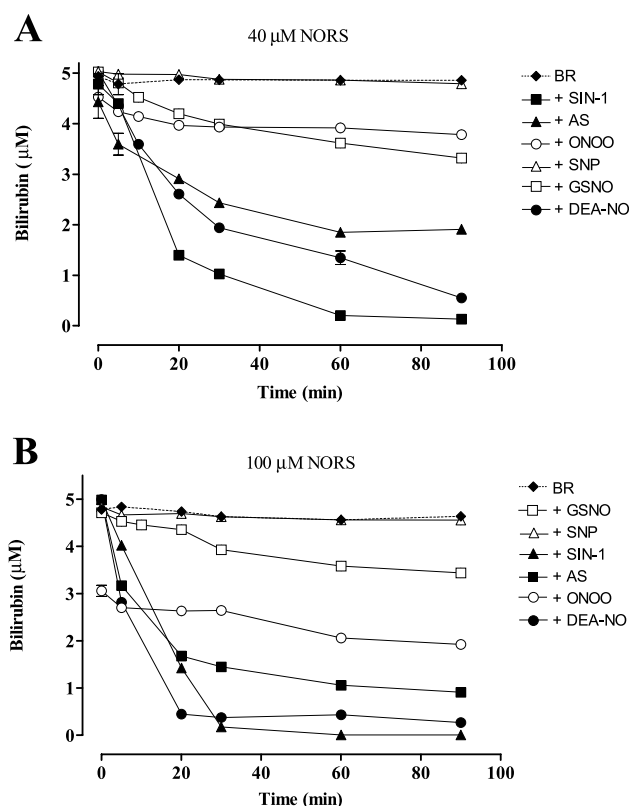 A
40 μM NORS
Bilirubin ( μM)
5
4
3
2
1
0
0 20 40 60 80 100
Time (min)
BR
+ SIN-1
+ AS
+ ONOO
+ SNP
+ GSNO
+ DEA-NO
B
100 μM NORS
Bilirubin (μM)
5
4
3
2
1
0
0 20 40 60 80 100
Time (min)
BR
+ GSNO
+ SNP
+ SIN-1
+ AS
+ ONOO
+ DEA-NO